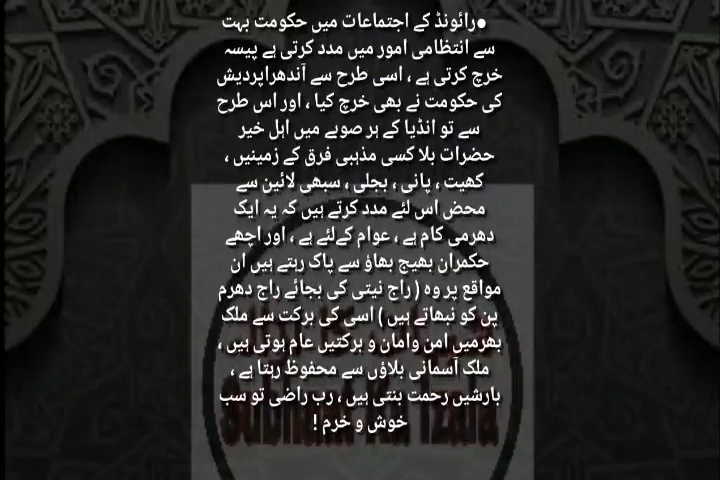 ●رائونڈ کے اجتماعات میں حکومت بہت
سے انتظامی امور میں مدد کرتی ہے پیسہ
خرچ کرتی ہے ، اسی طرح سے آندھراپردیش
کی حکومت نے بھی خرچ کیا ، اور اس طرح
سے تو انڈیا کے ہر صوبے میں اہل خیر
حضرات بلا کسی مذہبی فرق کے زمینیں ،
کھیت ، پانی ، بجلی ، سبھی لائین سے
محض اس لئے مدد کرتے ہیں کہ یہ ایک
دھرمی کام ہے ، عوام کےلئے ہے ، اور اچھے
حکمران بھیج بھاؤ سے پاک رہتے ہیں ان
مواقع پر وہ ( راج نیتی کی بجائے راج دھرم
پن کو نبھاتے ہیں ) اسی کی برکت سے ملک
بھرمیں امن وامان و برکتیں عام ہوتی ہیں ،
ملک آسمانی بلاؤں سے محفوظ رہتا ہے ،
بارشیں رحمت بنتی ہیں ، رب راضی تو سب
خوش و خرم !